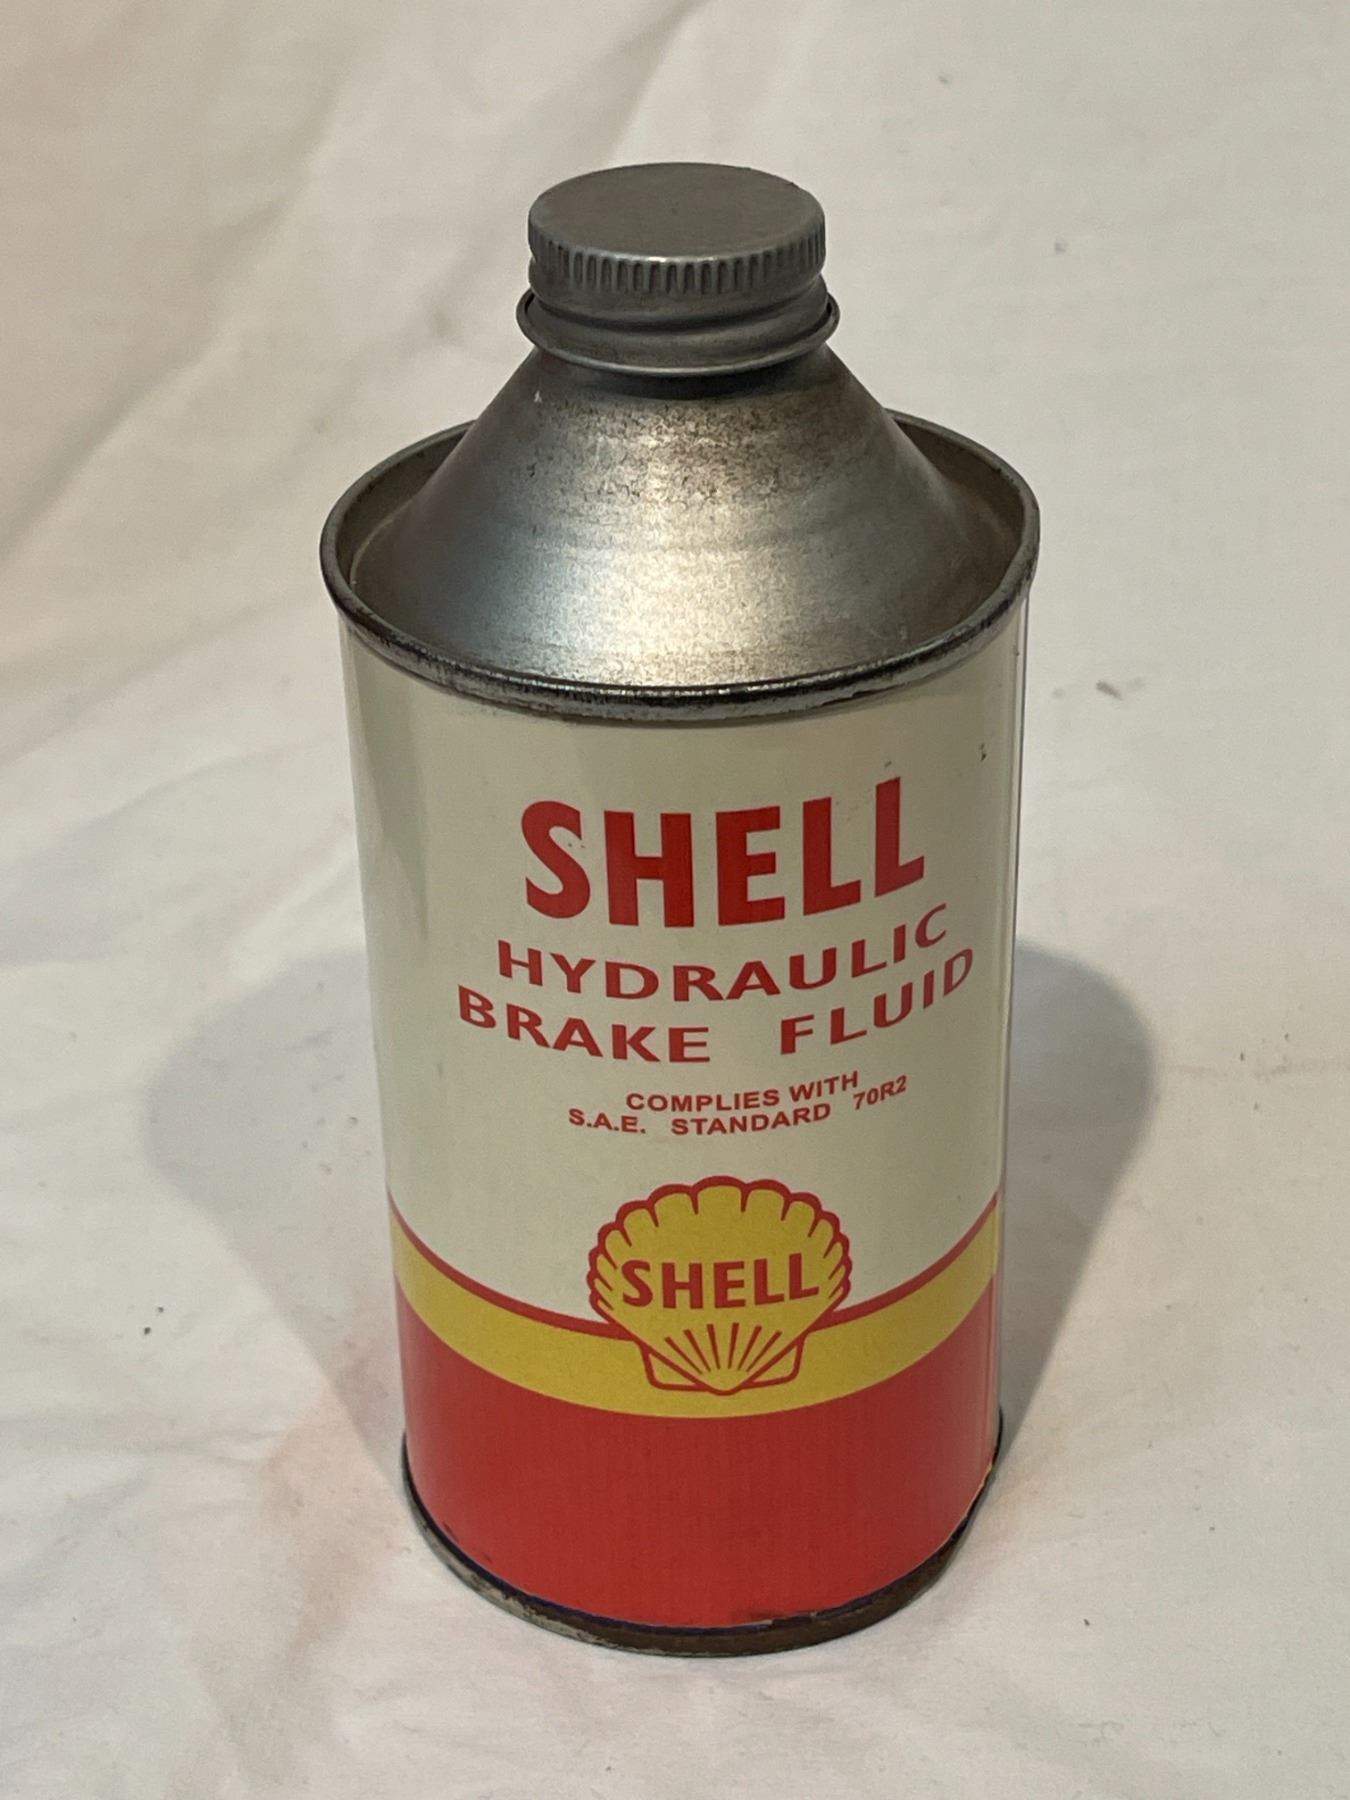 SHELL
HYDRAULIC
BRAKE FLUID
COMPLIES WITH
S.A.E. STANDARD 70R2
SHELL